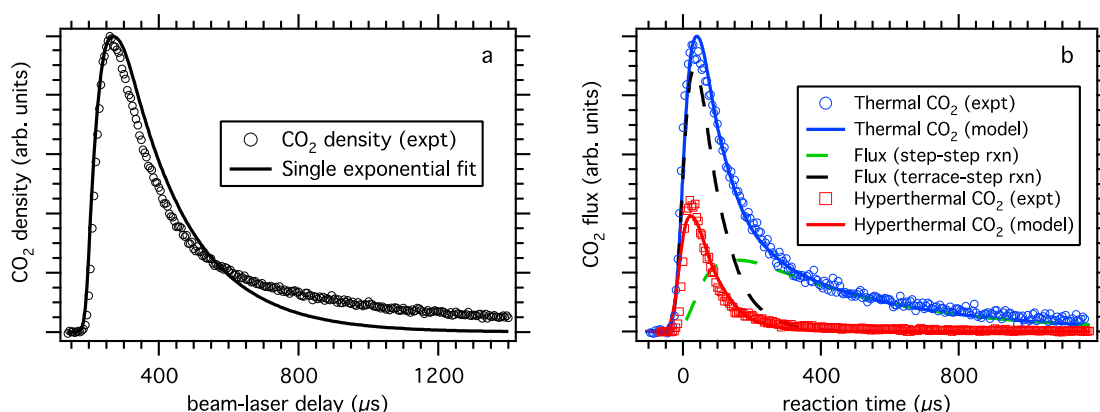 a
CO₂ density (expt)
Single exponential fit
CO₂ density (arb. units)
400
800
1200
beam-laser delay (μs)
b
Thermal CO₂ (expt)
Thermal CO₂ (model)
Flux (step-step rxn)
Flux (terrace-step rxn)
Hyperthermal CO₂ (expt)
Hyperthermal CO₂ (model)
CO₂ flux (arb. units)
0
400
800
reaction time (μs)